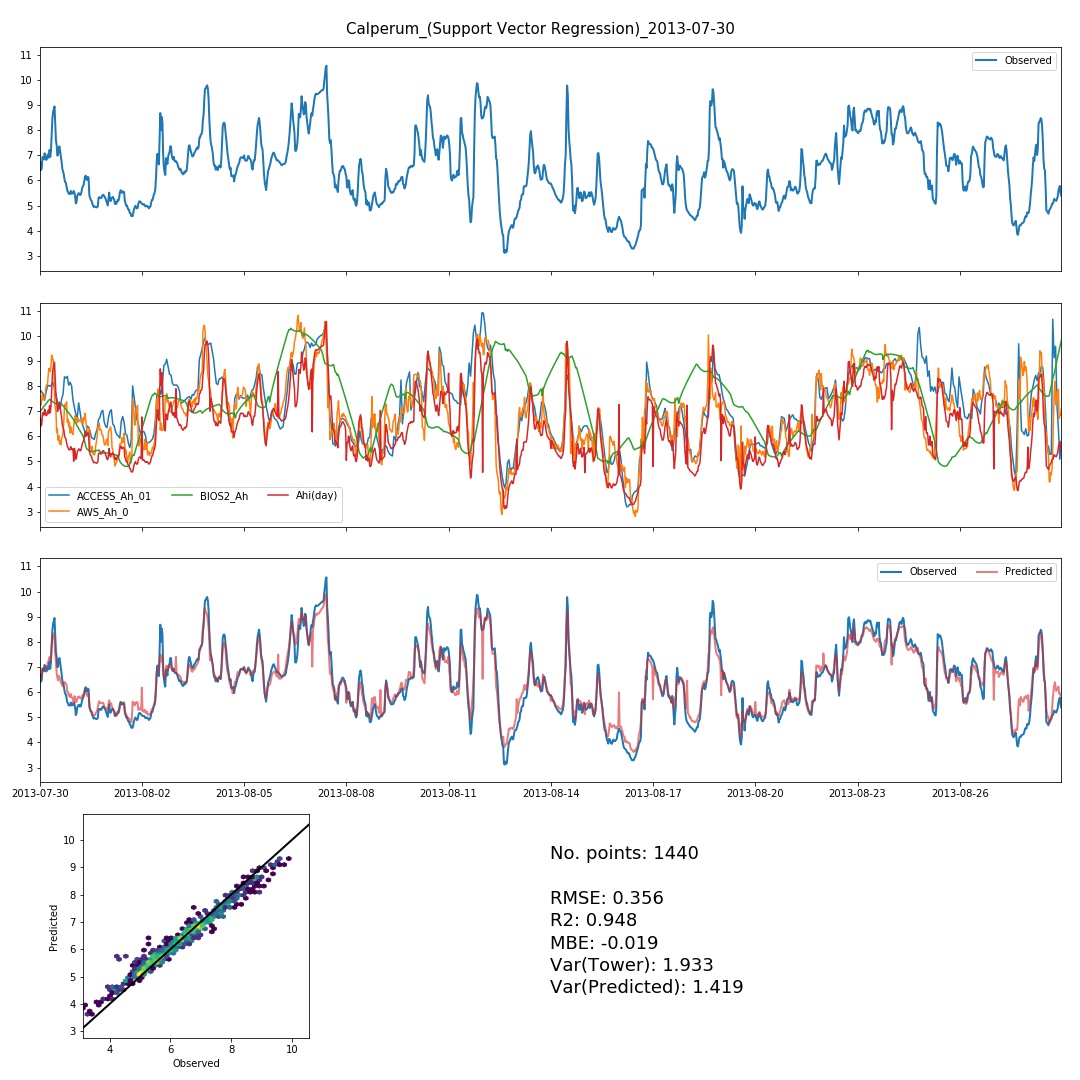 Calperum_(Support Vector Regression)_2013-07-30
11
10
9
8
7
6
5
4
3
Observed
11
10
9
8
7
6
5
4
3
ACCESS_Ah_01 BIOS2_Ah Ahi(day)
AWS_Ah_0
11
10
9
8
7
6
5
4
3
Observed Predicted
2013-07-30 2013-08-02 2013-08-05 2013-08-08 2013-08-11 2013-08-14 2013-08-17 2013-08-20 2013-08-23 2013-08-26
10
9
8
7
6
5
4
3
Predicted
4 6 8 10
Observed
No. points: 1440
RMSE: 0.356
R2: 0.948
MBE: -0.019
Var(Tower): 1.933
Var(Predicted): 1.419